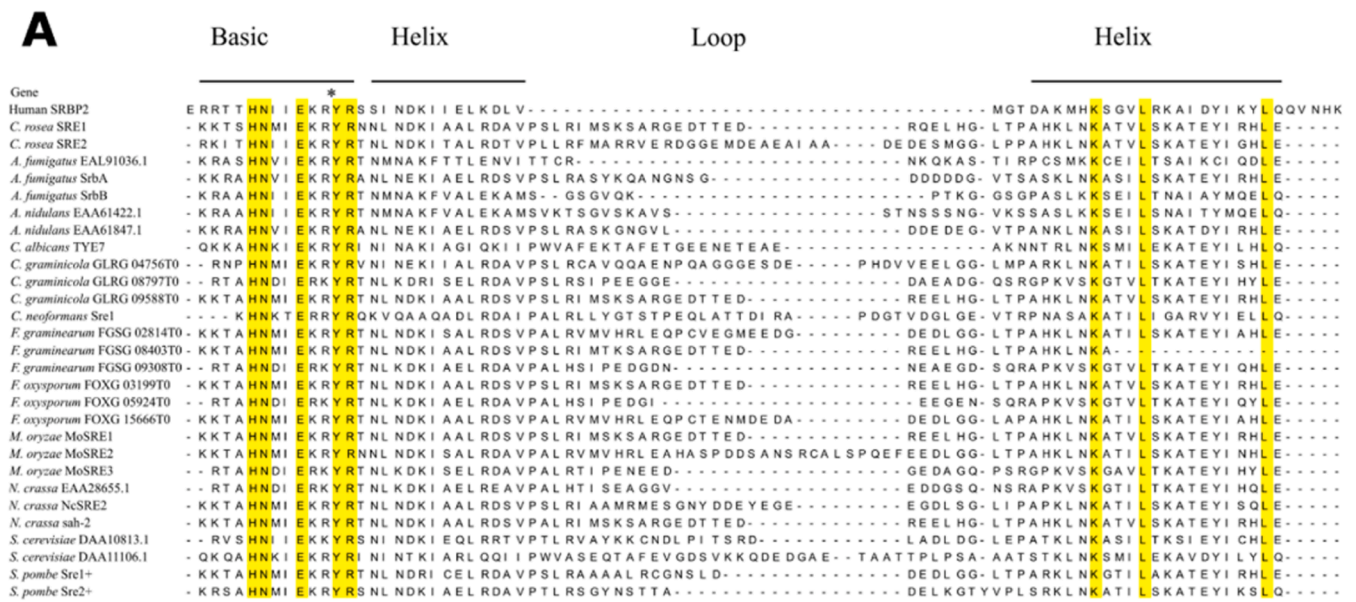 A
Basic Helix Loop Helix
Gene *
Human SRBP2 E R R T T H N I I E K R Y R S S I N D K I I E L K D L V - - - - - - - - - - - - - - - - - - - - - - - - - - - - - - - - - - - - - - - - M G T D A K M H K S G V L R K A I D Y I K Y L Q Q V N H K
C. rosea SRE1 - K K T S H N M I E K R Y R N N L N D K I A A L R D A V P S L R I M S K S A R G E D T T E D - - - - - - - - - - - - - - R Q E L H G - L T P A H K L N K A T V L S K A T E Y I R H L E - - - - -
C. rosea SRE2 - R K I T H N M I E K R Y R T N L N D K I T A L R D A V P L L R F M A R R V E R D G G E M D E A E A I A A - - - - D E D E S M G G - L P P A H K L N K A T V L S K A T E Y I G H L E - - - - -
A. fumigatus EAL91036.1 - K R A S H N V I E K R Y R T N M N A K F T T L E N V I T T C R - - - - - - - - - - - - - - - - - - - - - - - - - - - - N K Q K A S - T I R P C S M K K C E I L T S A I K C I Q D L E - - - - -
A. fumigatus SrbA - K K R A H N V I E K R Y R A N L N E K I A E L R D S V P S L R A S Y K Q A N G N S G - - - - - - - - - - - - - - - - - D D D D D G - V T S A S K L N K A S I L S K A T E Y I R H L E - - - - -
A. fumigatus SrbB - K R A A H N I I E K R Y R T N M N A K F V A L E K A M S - - G S G V Q K - - - - - - - - - - - - - - - - - - - - - - - - - P T K G - G S G P A S L K K S E I L T N A I A Y M Q E L Q - - - - -
A. nidulans EAA61422.1 - K R A A H N I I E K R Y R T N M N A K F V A L E K A M S V K T S G V S K A V S - - - - - - - - - - - - - - - - - - S T N S S S N G - V K S S A S L K K S E I L S N A I T Y M Q E L Q - - - - -
A. nidulans EAA61847.1 - K K R A H N V I E K R Y R A N L N E K I A E L R D S V P S L R A S K G N G V L - - - - - - - - - - - - - - - - - - - - D D E D E G - V T P A N K L N K A S I L S K A T D Y I R H L E - - - - -
C. albicans TYE7 - Q K K A H N K I E K R Y R I N I N A K I A G I Q K I I P W V A F E K T A F E T G E E N E T E A E - - - - - - - - - - - - - - A K N N T R L N K S M I L E K A V E Y I L H L Q - - - - -
C. graminicola GLRG 04756T0 - - R N P H N M I E K R Y R V N I N E K I I A L R D A V P S L R C A V Q Q A E N P Q A G G G E S D E - - - - - P H D V V E E L G G - L M P A R K L N K A T I L S K A T E Y I S H L E - - - - -
C. graminicola GLRG 08797T0 - - R T A H N D I E R K Y R T N L K D R I S E L R D A V P S L R S I P E E G G E - - - - - - - - - - - - - - - - - - - - D A E A D G - Q S R G P K V S K G T V L T K A T E Y I H Y L E - - - - -
C. graminicola GLRG 09588T0 - K K T A H N M I E K R Y R T N L N D K I A A L R D A V P S L R I M S K S A R G E D T T E D - - - - - - - - - - - - - - R E E L H G - L T P A H K L N K A T V L S K A T E Y I R H L E - - - - -
C. neoformans Sre1 - - - - K H N K T E R R Y R Q K V Q A A Q A D L R D A I P A L R L L Y G T S T P E Q L A T T D I R A - - - - - P D G T V D G L G E - V T R P N A S A K A T I L I G A R V Y I E L L Q - - - - -
F. graminearum FGSG 02814T0 - K K T A H N M I E K R Y R T N L N D K I S A L R D A V P S L R V M V H R L E Q P C V E G M E E D G - - - - - - - - - - D E D L G G - L T P A H K L N K A T I L S K A T E Y I A H L E - - - - -
F. graminearum FGSG 08403T0 - K K T A H N M I E K R Y R T N L N D K I A A L R D S V P S L R I M T K S A R G E D T T E D - - - - - - - - - - - - - - R E E L H G - L T P A H K L N K A - - - - - - - - - - - - - - - - - - - - -
F. graminearum FGSG 09308T0 - - R T A H N D I E R K Y R T N L K D K I A E L R D S V P A L H S I P E D G D N - - - - - - - - - - - - - - - - - - - - N E A E G D - S Q R A P K V S K G T V L T K A T E Y I Q H L E - - - - -
F. oxysporum FOXG 03199T0 - K K T A H N M I E K R Y R T N L N D K I A A L R D S V P S L R I M S K S A R G E D T T E D - - - - - - - - - - - - - - R E E L H G - L T P A H K L N K A T V L S K A T E Y I R H L E - - - - -
F. oxysporum FOXG 05924T0 - - R T A H N D I E R K Y R T N L K D K I A E L R D S V P A L H S I P E D G I - - - - - - - - - - - - - - - - - - - - - - E E G E N - S Q R A P K V S K G T V L T K A T E Y I Q Y L E - - - - -
F. oxysporum FOXG 15666T0 - K K T A H N M I E K R Y R T N L N D K I A A L R D S V P A L R V M V H R L E Q P C T E N M D E D A - - - - - - - - - - D E D L G G - L A P A H K L N K A T I L S K A T E Y I A H L E - - - - -
M. oryzae MoSRE1 - K K T A H N M I E K R Y R T N L N D K I A A L R D S V P A L R I M S K S A R G E D T T E D - - - - - - - - - - - - - - R E E L H G - L T P A H K L N K A T V L S K A T E Y I R H L E - - - - -
M. oryzae MoSRE2 - K K T A H N M I E K R Y R N N L N D K I A A L R D A V P A L R V M V H R L E A H A S P D D S A N S R C A L S P Q E F E E D L G G - L T P A H K L N K A T I L S K A T E Y I R H L E - - - - -
M. oryzae MoSRE3 - - R T A H N D I E R K Y R T N L K D K I S E L R D A V P A L R T I P E N E E D - - - - - - - - - - - - - - - - - - - - G E D A G Q - P S R G P K V S K G A V L T K A T E Y I H Y L E - - - - -
N. crassa EAA28655.1 - - R T A H N D I E R K Y R T N L K D K I A E L R E A V P A L H T I S E A G G V - - - - - - - - - - - - - - - - - - - - E D D G S Q - N S R A P K V S K G T I L T K A T E Y I H Q L E - - - - -
N. crassa NcSRE2 - K K T A H N M I E K R Y R T N L N D K I A A L R D A V P S L R I A A M R M E S G N Y D D E Y E G E - - - - - - - - - - E G D L S G - L I P A P K L N K A T I L S K A T E Y I S Q L E - - - - -
N. crassa sah-2 - K K T A H N M I E K R Y R T N L N D K I A A L R D S V P A L R I M S K S A R G E D T T E D - - - - - - - - - - - - - - R E E L H G - L T P A H K L N K A T V L S K A T E Y I R H L E - - - - -
S. cerevisiae DAA10813.1 - - R V S H N I I E K K Y R S N I N D K I E Q L R R T V P T L R V A Y K K C N D L P I T S R D - - - - - - - - - - - - - L A D L D G - L E P A T K L N K A S I L T K S I E Y I C H L E - - - - -
S. cerevisiae DAA11106.1 - Q K Q A H N K I E K R Y R I N I N T K I A R L Q Q I I P W V A S E Q T A F E V G D S V K K Q D E D G A E - - T A A T T P L P S A - A A T S T K L N K S M I L E K A V D Y I L Y L Q - - - - -
S. pombe Sre1+ - K K T A H N M I E K R Y R T N L N D R I C E L R D A V P S L R A A A A L R C G N S L D - - - - - - - - - - - - - - - - D E D L G G - L T P A R K L N K G T I L A K A T E Y I R H L E - - - - -
S. pombe Sre2+ - K R S A H N M I E K R Y R S N L N D K I A E L R D A V P T L R S G Y N S T T A - - - - - - - - - - - - - - - - - - - - D E L K G T Y V P L S R K L N K A T I L S K A T E Y I K S L Q - - - - -